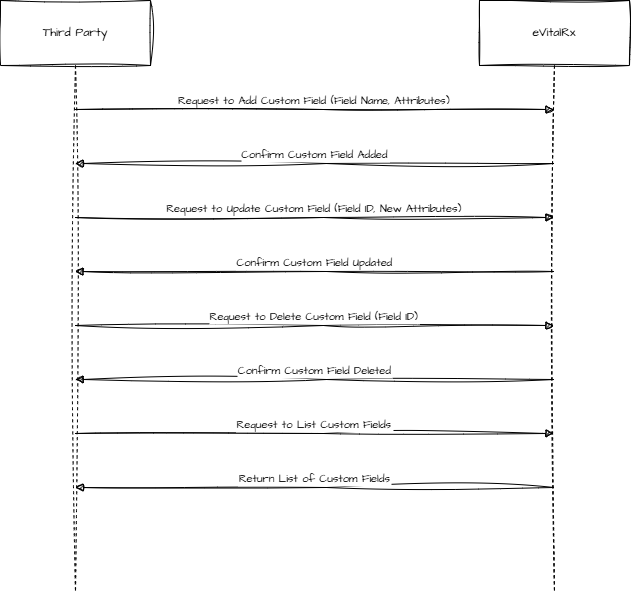 Third Party
eVitalRx
Request to Add Custom Field (Field Name, Attributes)
Confirm Custom Field Added
Request to Update Custom Field (Field ID, New Attributes)
Confirm Custom Field Updated
Request to Delete Custom Field (Field ID)
Confirm Custom Field Deleted
Request to List Custom Fields
Return List of Custom Fields